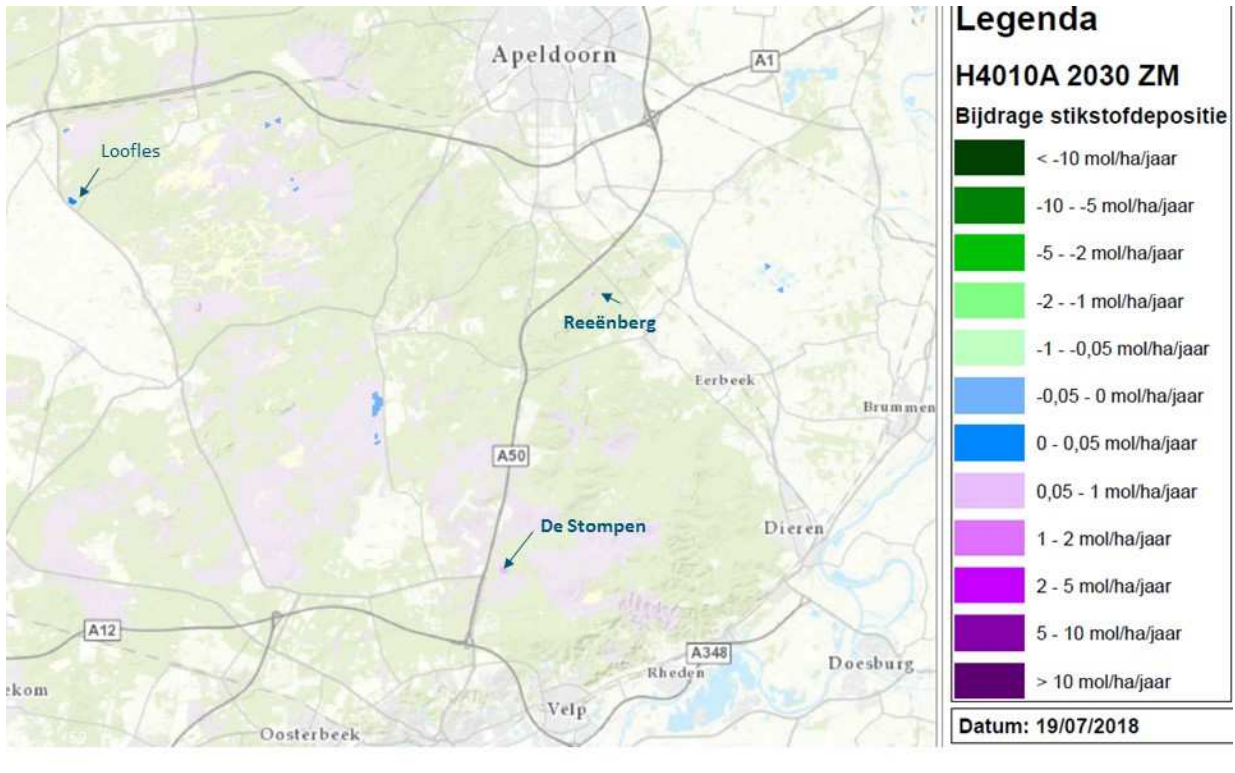 Apeldoorn
A1
Loofles
Reeënberg
Eerbeek
Brummen
A50
De Stompen
Dieren
A12
A348
Rheden
Doesburg
ekom
Velp
Oosterbeek
Legenda
H4010A 2030 ZM
Bijdrage stikstofdepositie
< -10 mol/ha/jaar
-10 - -5 mol/ha/jaar
-5 - -2 mol/ha/jaar
-2 - -1 mol/ha/jaar
-1 - -0,05 mol/ha/jaar
-0,05 - 0 mol/ha/jaar
0 - 0,05 mol/ha/jaar
0,05 - 1 mol/ha/jaar
1 - 2 mol/ha/jaar
2 - 5 mol/ha/jaar
5 - 10 mol/ha/jaar
> 10 mol/ha/jaar
Datum: 19/07/2018